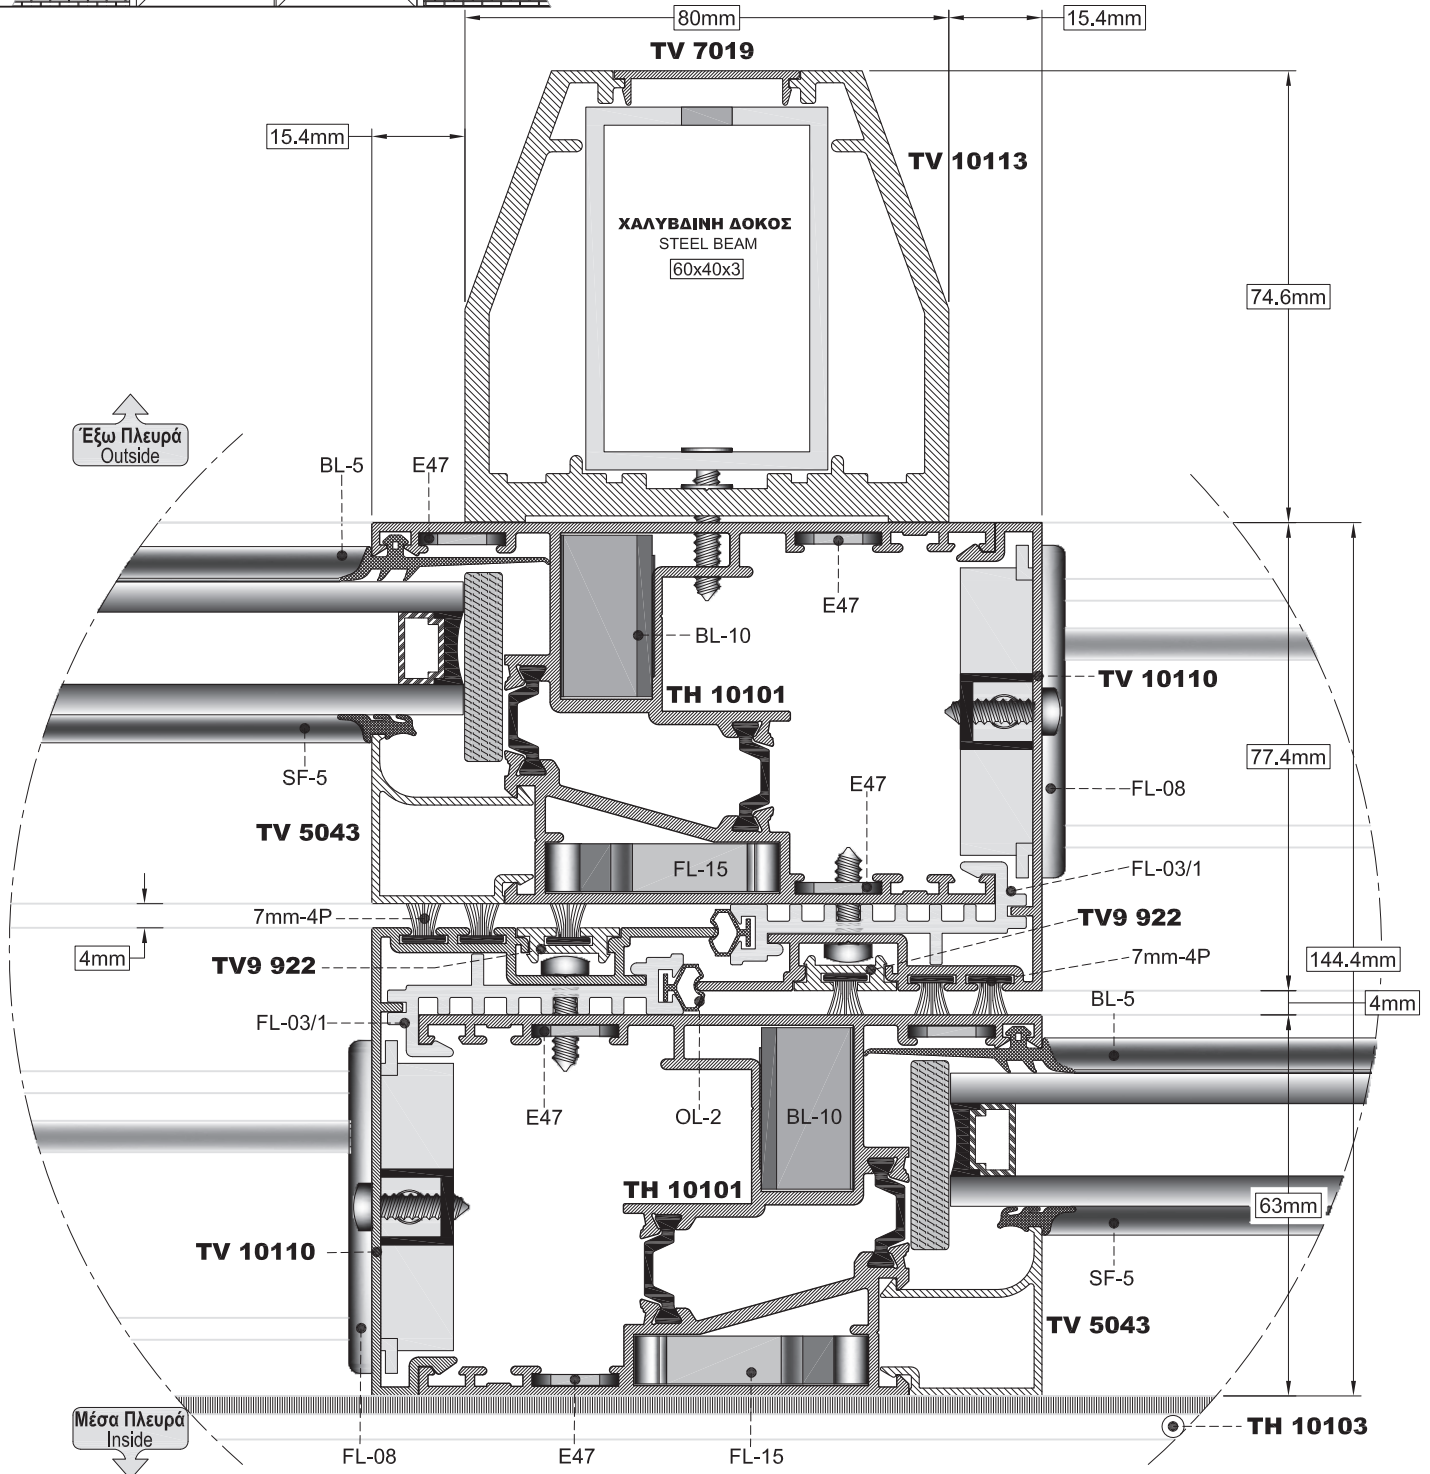 80mm
15.4mm
TV 7019
15.4mm
TV 10113
ΧΑΛΥΒΔΙΝΗ ΔΟΚΟΣ
STEEL BEAM
60x40x3
74.6mm
Έξω Πλευρά
Outside
BL-5
E47
E47
BL-10
TH 10101
TV 10110
77.4mm
SF-5
E47
FL-08
TV 5043
FL-15
FL-03/1
7mm-4P
TV9 922
4mm
TV9 922
7mm-4P
144.4mm
BL-5
4mm
FL-03/1
E47
OL-2
BL-10
TH 10101
63mm
TV 10110
SF-5
TV 5043
Μέσα Πλευρά
Inside
TH 10103
FL-08
E47
FL-15